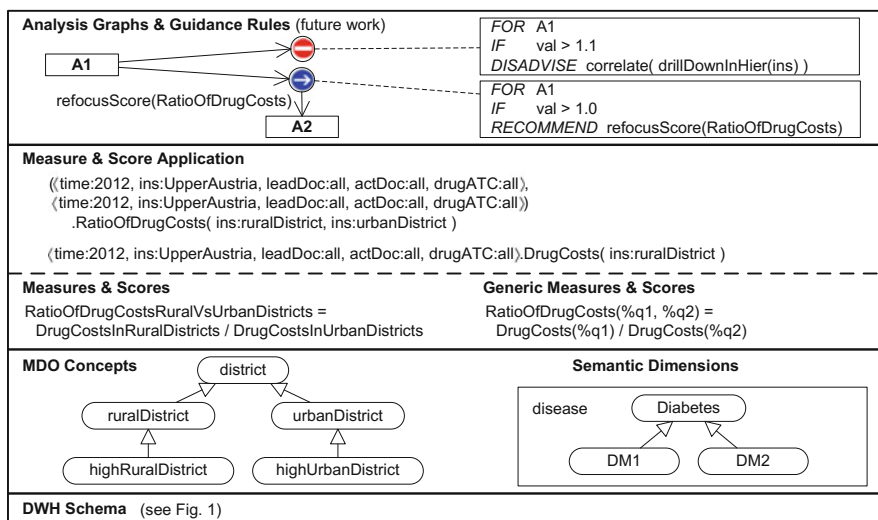 Analysis Graphs & Guidance Rules (future work)
A1
refocusScore(RatioOfDrugCosts)
A2
FOR A1
IF val > 1.1
DISADVISE correlate( drillDownInHier(ins) )
FOR A1
IF val > 1.0
RECOMMEND refocusScore(RatioOfDrugCosts)
Measure & Score Application
(⟪time:2012, ins:UpperAustria, leadDoc:all, actDoc:all, drugATC:all⟫,
⟪time:2012, ins:UpperAustria, leadDoc:all, actDoc:all, drugATC:all⟫)
.RatioOfDrugCosts( ins:ruralDistrict, ins:urbanDistrict )
⟪time:2012, ins:UpperAustria, leadDoc:all, actDoc:all, drugATC:all⟫.DrugCosts( ins:ruralDistrict )
Measures & Scores
RatioOfDrugCostsRuralVsUrbanDistricts =
DrugCostsInRuralDistricts / DrugCostsInUrbanDistricts
Generic Measures & Scores
RatioOfDrugCosts(%q1, %q2) =
DrugCosts(%q1) / DrugCosts(%q2)
MDO Concepts
district
ruralDistrict
urbanDistrict
highRuralDistrict
highUrbanDistrict
Semantic Dimensions
disease
Diabetes
DM1
DM2
DWH Schema (see Fig. 1)